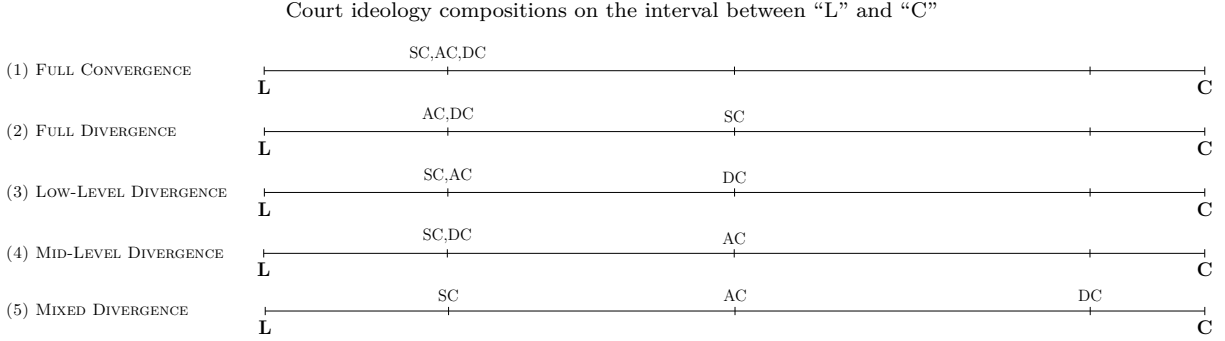 Court ideology compositions on the interval between “L” and “C”
SC,AC,DC
(1) Full Convergence
L C
AC,DC SC
(2) Full Divergence
L C
SC,AC DC
(3) Low-Level Divergence
L C
SC,DC AC
(4) Mid-Level Divergence
L C
SC AC DC
(5) Mixed Divergence
L C